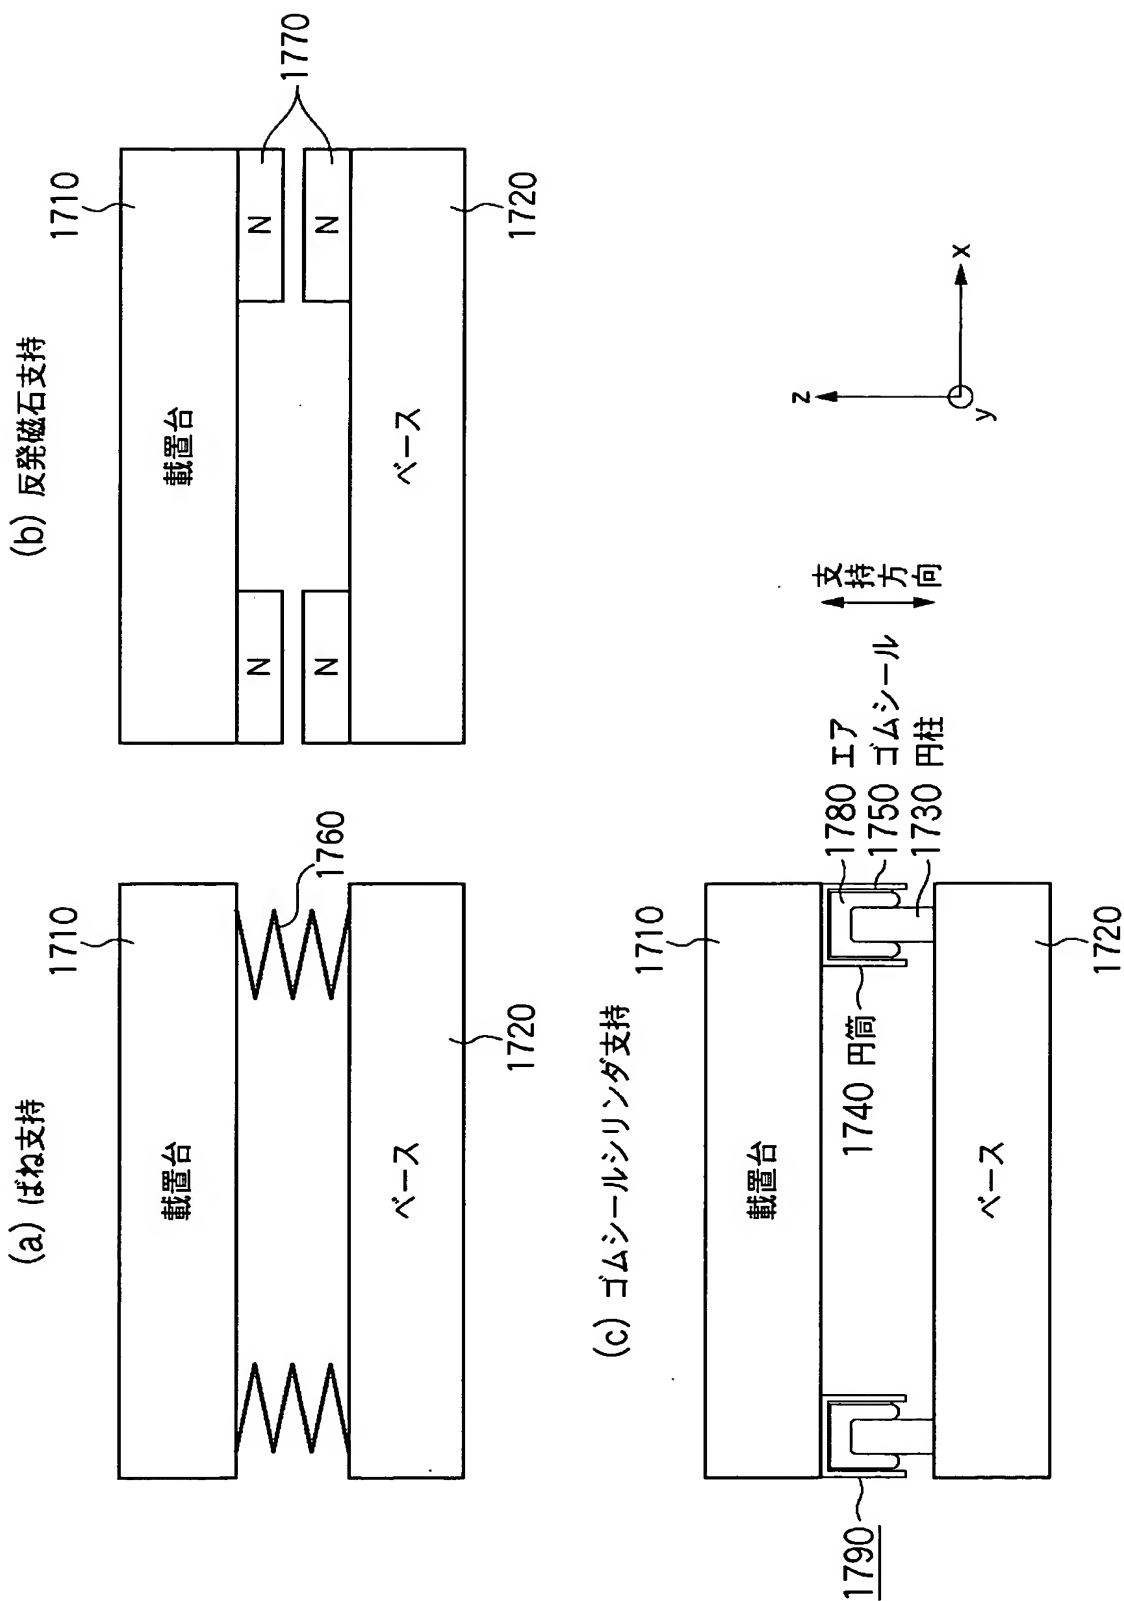 (a) ばね支持
1710
載置台
1760
ベース
1720
(b) 反発磁石支持
1710
載置台
N
N
1770
N
N
ベース
1720
(c) ゴムシールシリンダ支持
1710
載置台
1780 エア
1750 ゴムシール
1730 円柱
支持方向
1740 円筒
1790
ベース
1720
z
x
y